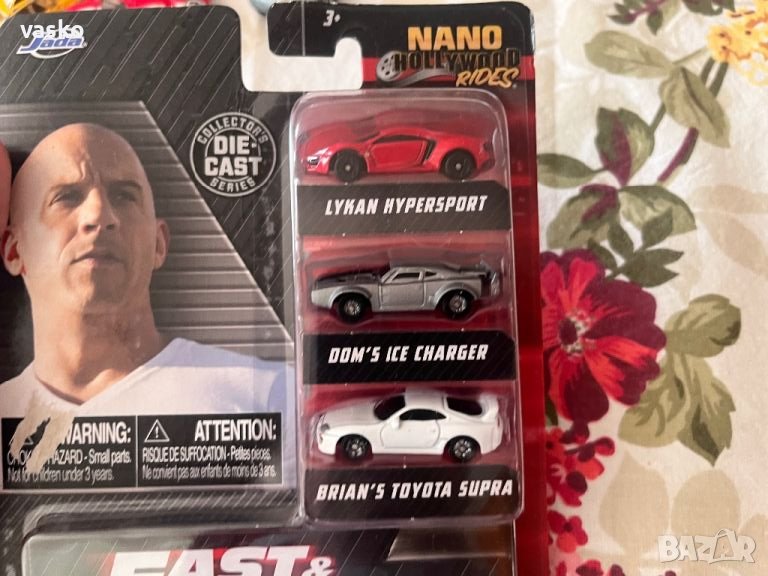 vasko
Jada
3+
NANO
HOLLYWOOD
RIDES
COLLECTOR'S
DIE-
CAST
SERIES
LYKAN HYPERSPORT
DOM'S ICE CHARGER
BRIAN'S TOYOTA SUPRA
WARNING:
HAZARD - Small parts.
Not for children under 3 years.
ATTENTION:
RISQUE DE SUFFOCATION - Petites pièces.
Ne convient pas aux enfants de moins de 3 ans.
FAST &
BAZAR